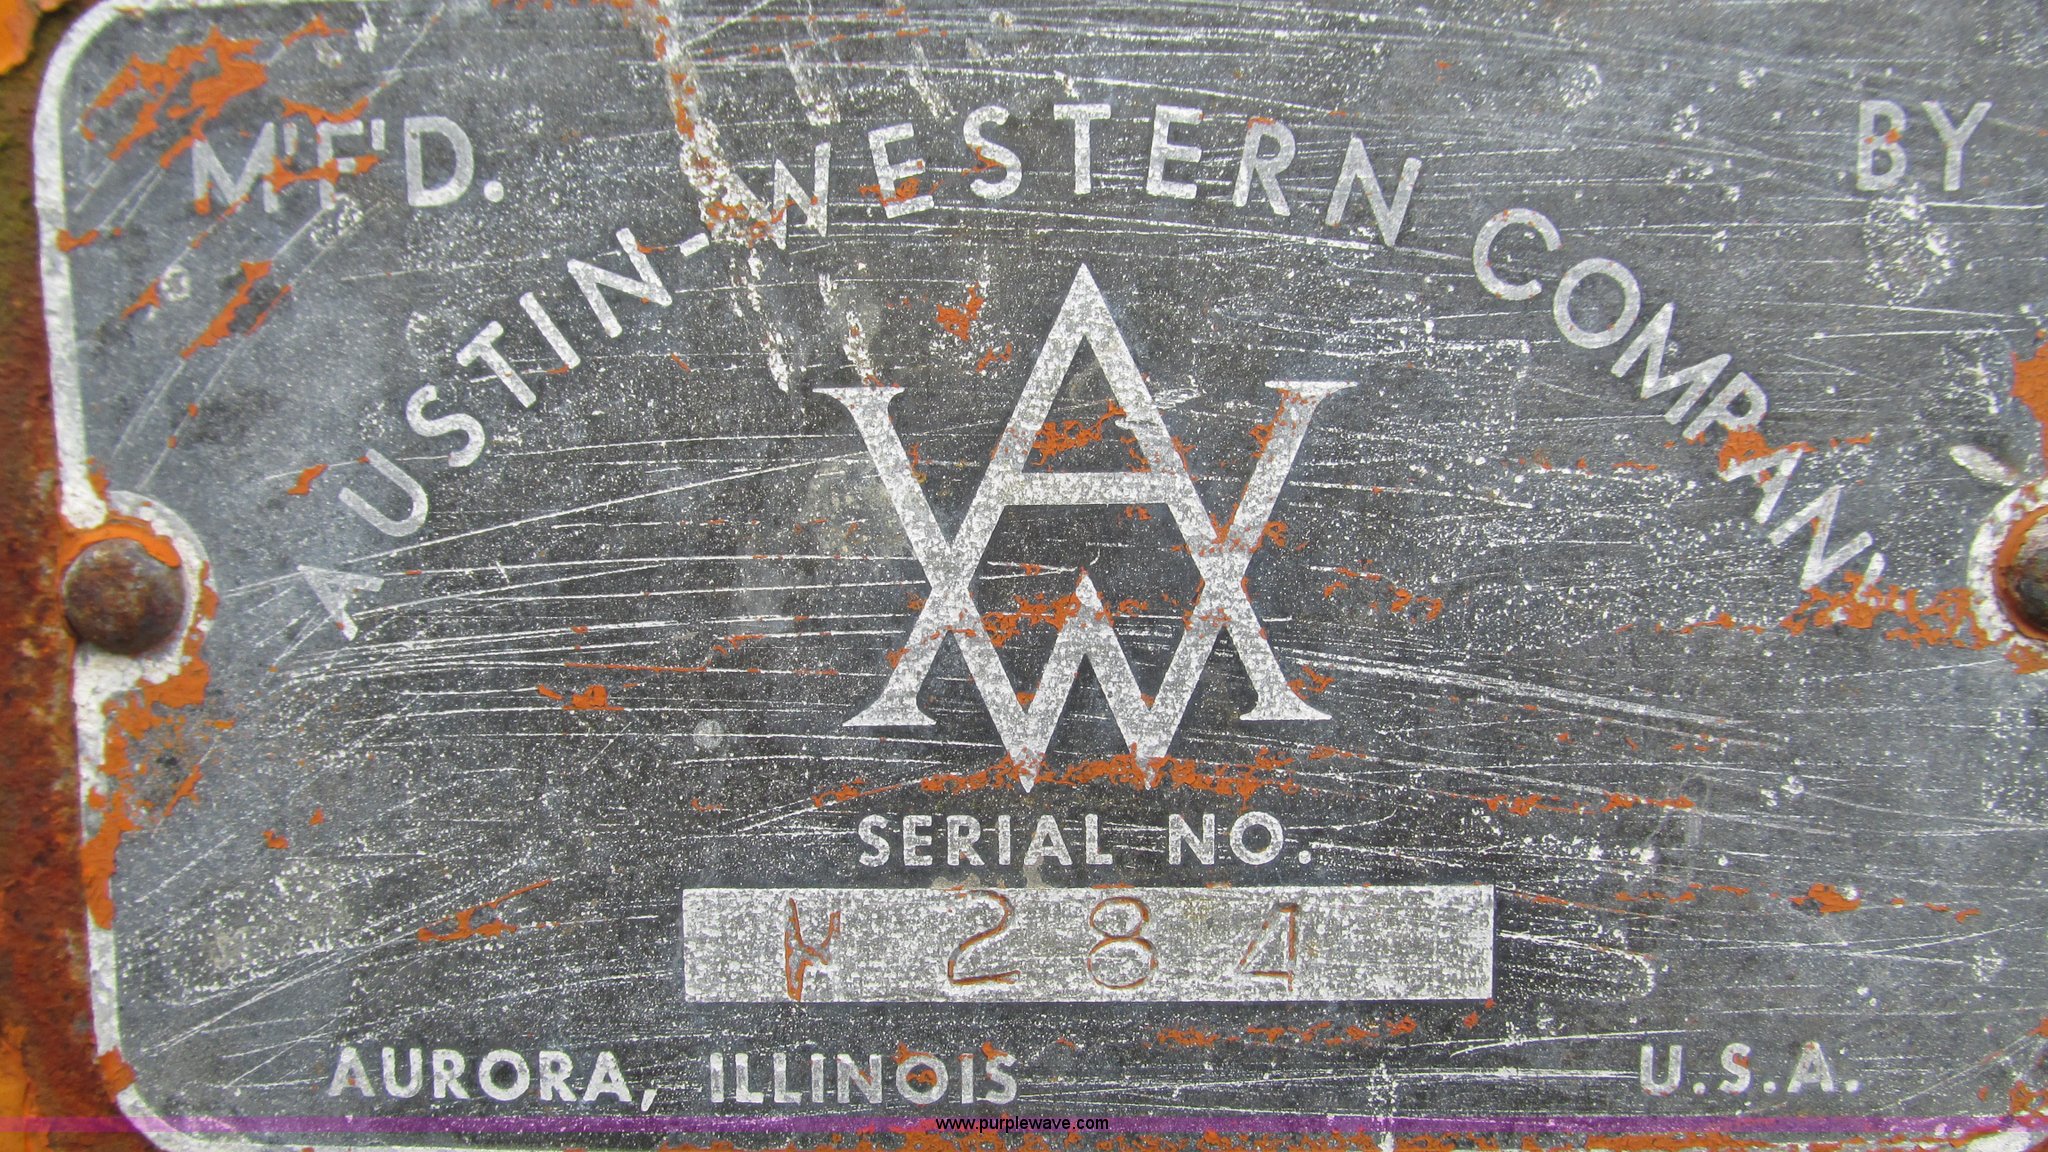 M'F'D. BY
AUSTIN-WESTERN COMPANY
AW
SERIAL NO.
K 284
AURORA, ILLINOIS U.S.A.
www.purplewave.com